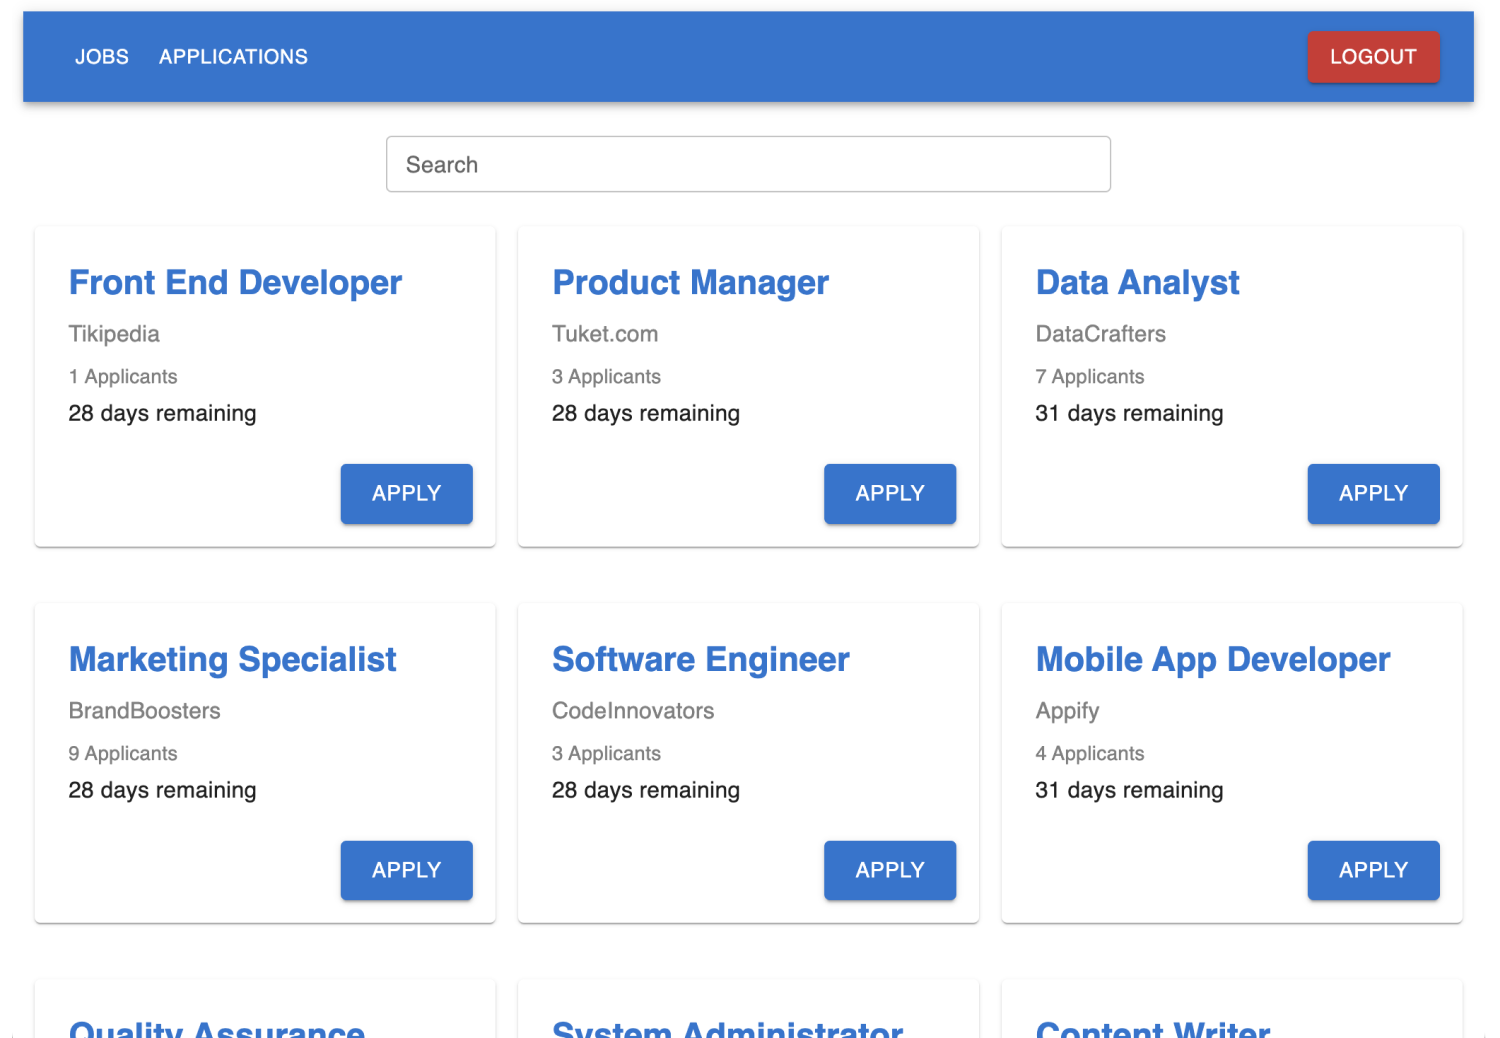 JOBS APPLICATIONS LOGOUT
Search
Front End Developer
Tikipedia
1 Applicants
28 days remaining
APPLY
Product Manager
Tuket.com
3 Applicants
28 days remaining
APPLY
Data Analyst
DataCrafters
7 Applicants
31 days remaining
APPLY
Marketing Specialist
BrandBoosters
9 Applicants
28 days remaining
APPLY
Software Engineer
CodeInnovators
3 Applicants
28 days remaining
APPLY
Mobile App Developer
Appify
4 Applicants
31 days remaining
APPLY
Quality Assurance
System Administrator
Content Writer